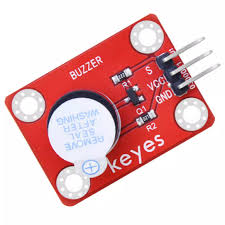 BUZZER
S
VCC
GND
Q1
R1
R2
REMOVE
SEAL
AFTER
WASHING
keyes